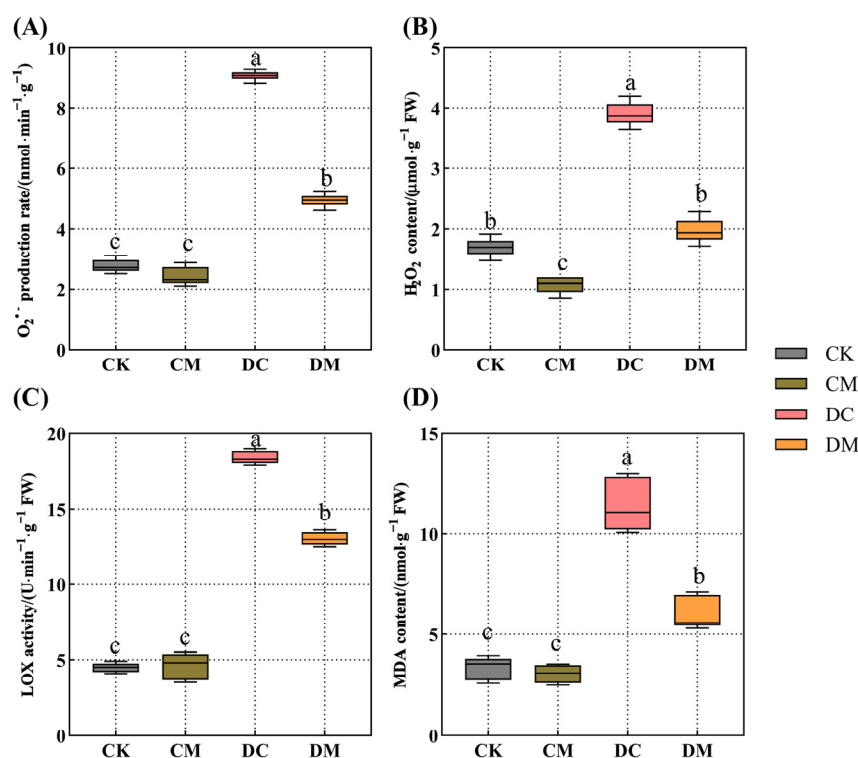 (A)
O₂•- production rate/(nmol·min⁻¹·g⁻¹)
10
8
6
4
2
0
c
c
a
b
CK CM DC DM
(B)
H₂O₂ content/(μmol·g⁻¹ FW)
5
4
3
2
1
0
b
c
a
b
CK CM DC DM
CK
CM
DC
DM
(C)
LOX activity/(U·min⁻¹·g⁻¹ FW)
20
15
10
5
0
c
c
a
b
CK CM DC DM
(D)
MDA content/(nmol·g⁻¹ FW)
15
10
5
0
c
c
a
b
CK CM DC DM